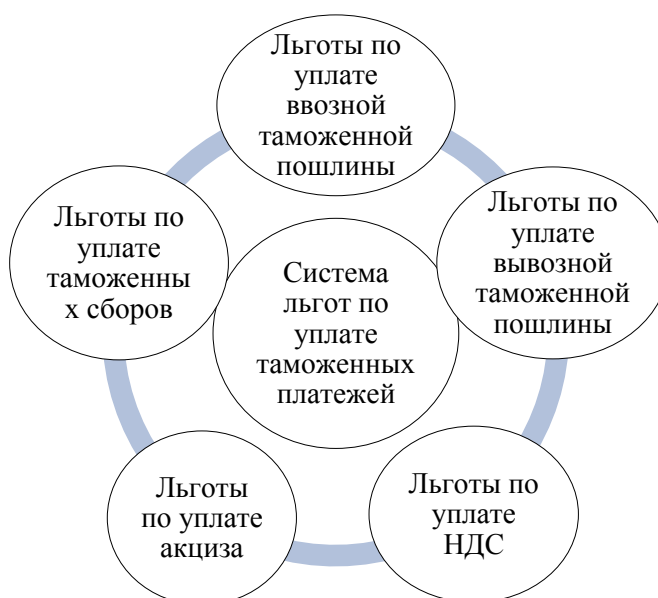 Льготы по
уплате
ввозной
таможенной
пошлины
Льготы по
уплате
вывозной
таможенной
пошлины
Льготы по
уплате
НДС
Льготы
по уплате
акциза
Льготы по
уплате
таможенны
х сборов
Система
льгот по
уплате
таможенных
платежей